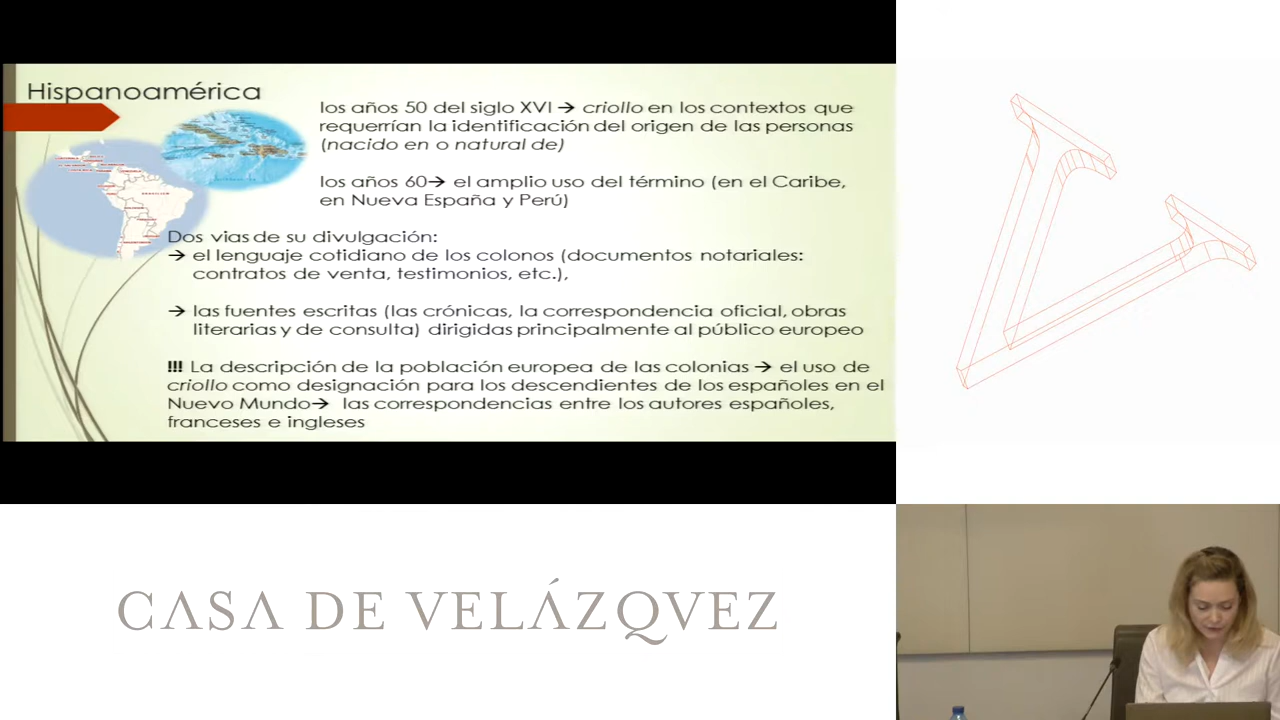 Hispanoamérica
los años 50 del siglo XVI → criollo en los contextos que
requerrían la identificación del origen de las personas
(nacido en o natural de)
los años 60→ el amplio uso del término (en el Caribe,
en Nueva España y Perú)
Dos vias de su divulgación:
→ el lenguaje cotidiano de los colonos (documentos notariales:
contratos de venta, testimonios, etc.),
→ las fuentes escritas (las crónicas, la correspondencia oficial, obras
literarias y de consulta) dirigidas principalmente al público europeo
!!! La descripción de la población europea de las colonias → el uso de
criollo como designación para los descendientes de los españoles en el
Nuevo Mundo→ las correspondencias entre los autores españoles,
franceses e ingleses
CASA DE VELÁZQVEZ